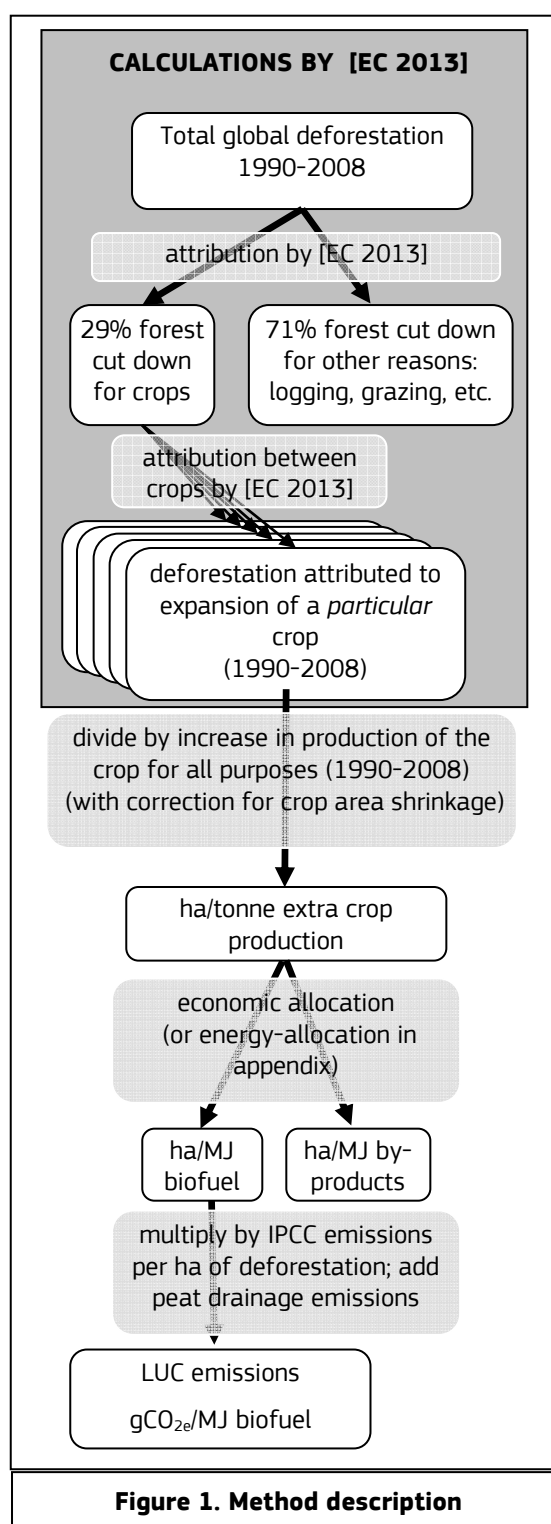 CALCULATIONS BY [EC 2013]
Total global deforestation
1990-2008
attribution by [EC 2013]
29% forest
cut down
for crops
71% forest cut down
for other reasons:
logging, grazing, etc.
attribution between
crops by [EC 2013]
deforestation attributed to
expansion of a particular
crop
(1990-2008)
divide by increase in production of the
crop for all purposes (1990-2008)
(with correction for crop area shrinkage)
ha/tonne extra crop
production
economic allocation
(or energy-allocation in
appendix)
ha/MJ
biofuel
ha/MJ by-
products
multiply by IPCC emissions
per ha of deforestation; add
peat drainage emissions
LUC emissions
gCO2e/MJ biofuel
Figure 1. Method description